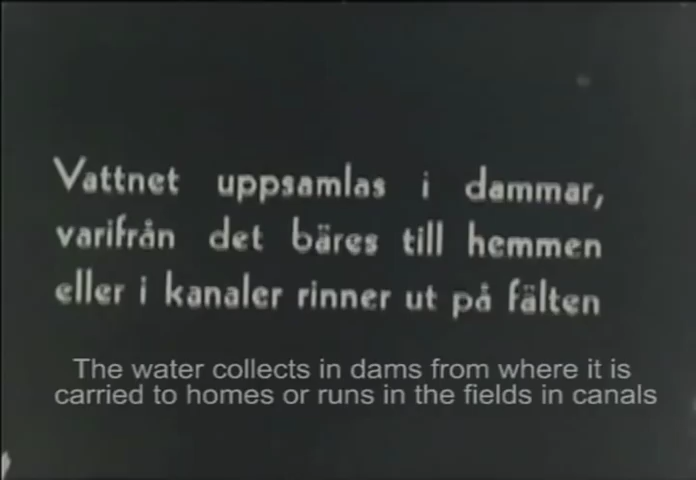 Vattnet uppsamlas i dammar,
varifrån det bäres till hemmen
eller i kanaler rinner ut på fälten
The water collects in dams from where it is
carried to homes or runs in the fields in canals